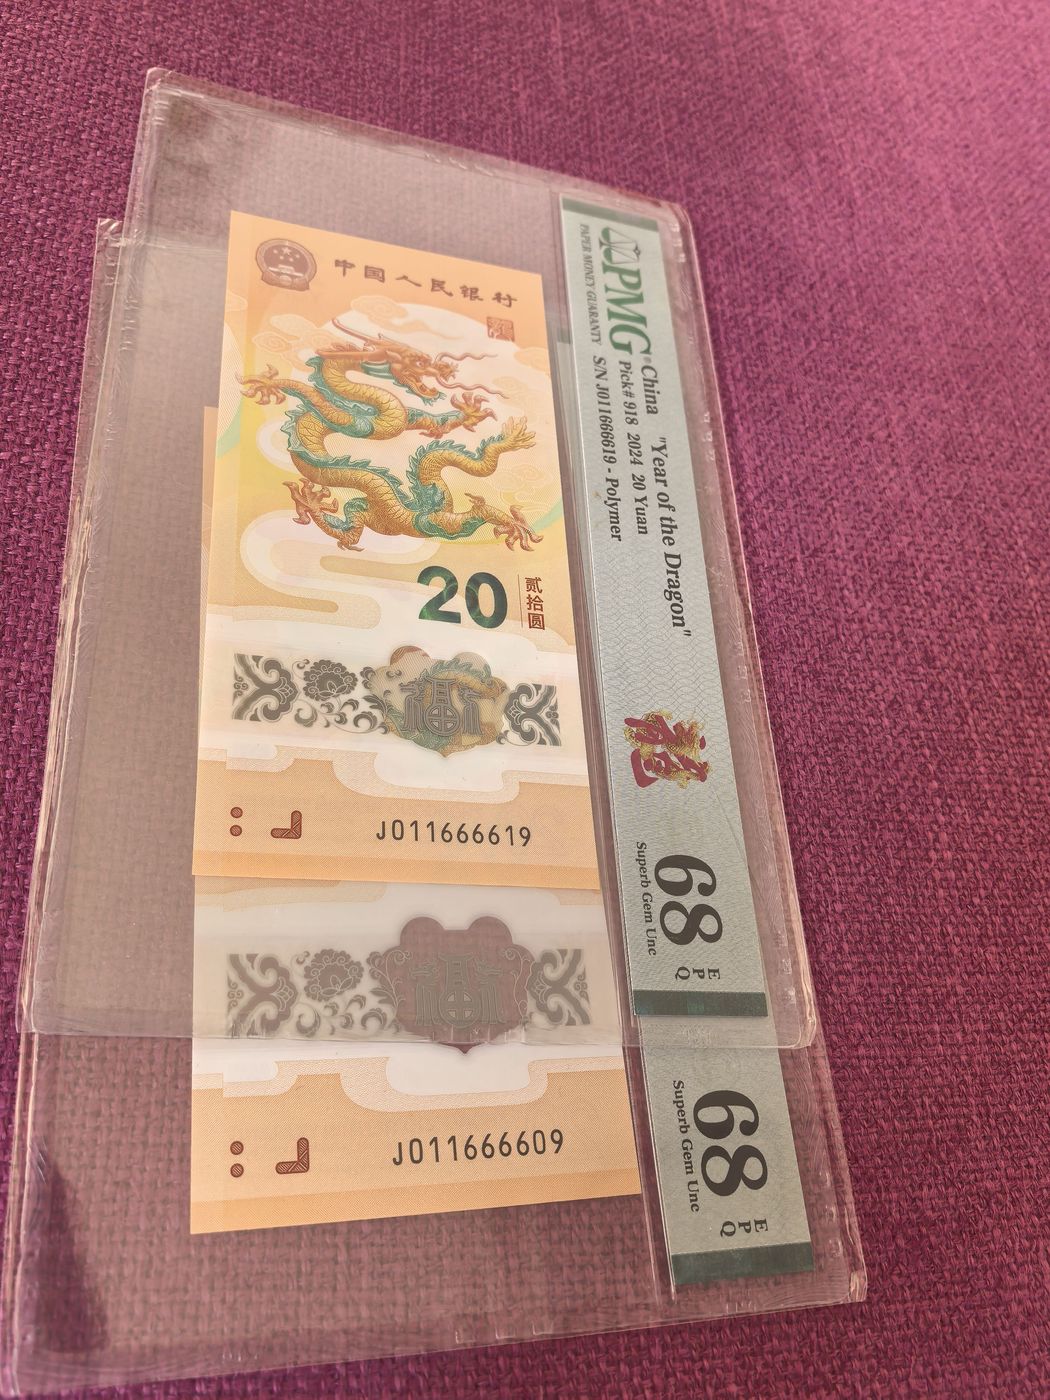 中国人民银行
20
贰拾圆
福
J011666619
PMG
PAPER MONEY GUARANTY
China "Year of the Dragon"
Pick# 918 2024 20 Yuan
S/N J011666619 - Polymer
68
EPQ
Superb Gem Unc
福
J011666609
68
EPQ
Superb Gem Unc